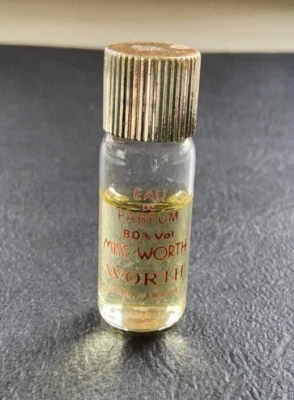 EAU
DE
PARFUM
80% Vol
MISS WORTH
WORTH